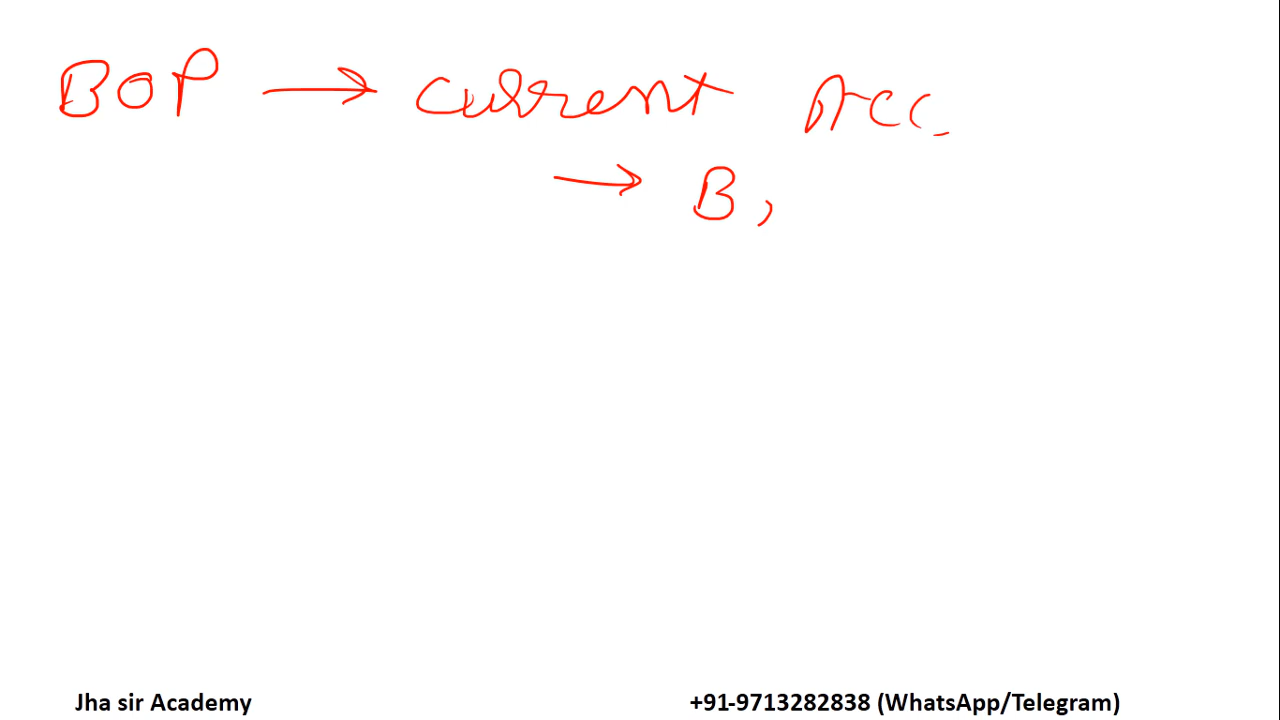 BOP → Current Acc.
→ B,
Jha sir Academy
+91-9713282838 (WhatsApp/Telegram)